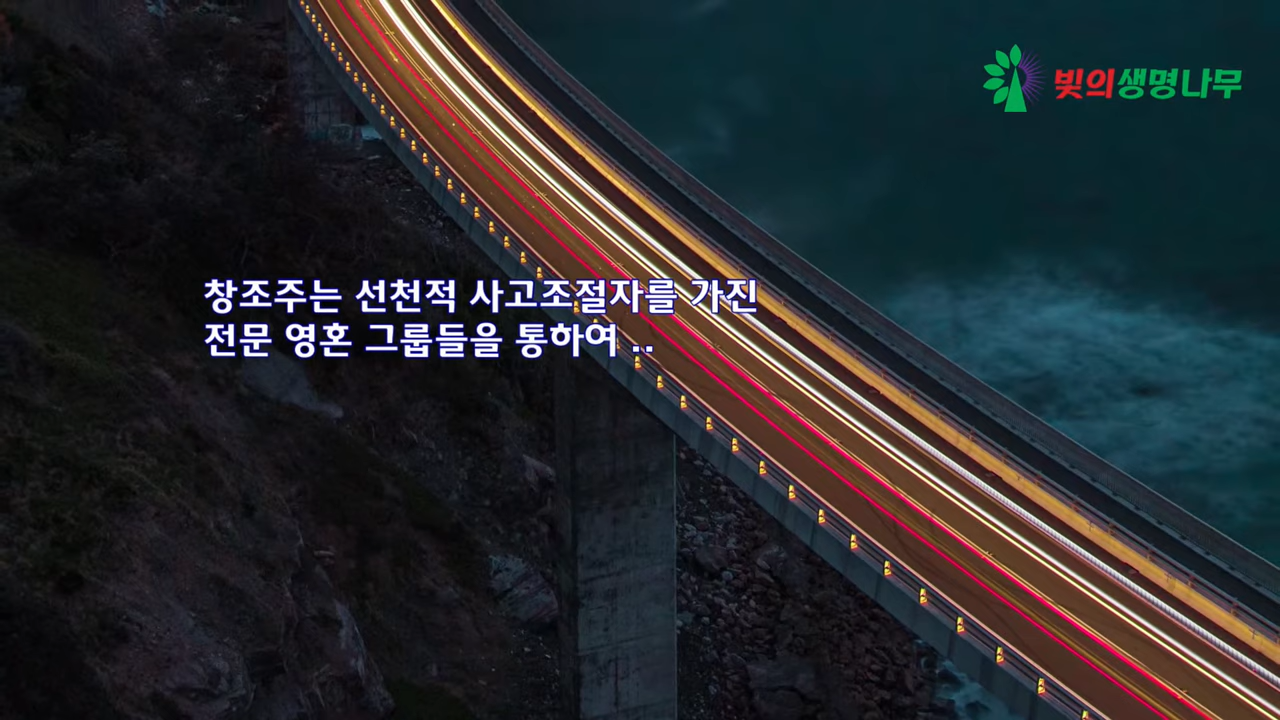 빛의생명나무
창조주는 선천적 사고조절자를 가진
전문 영혼 그룹들을 통하여 ..